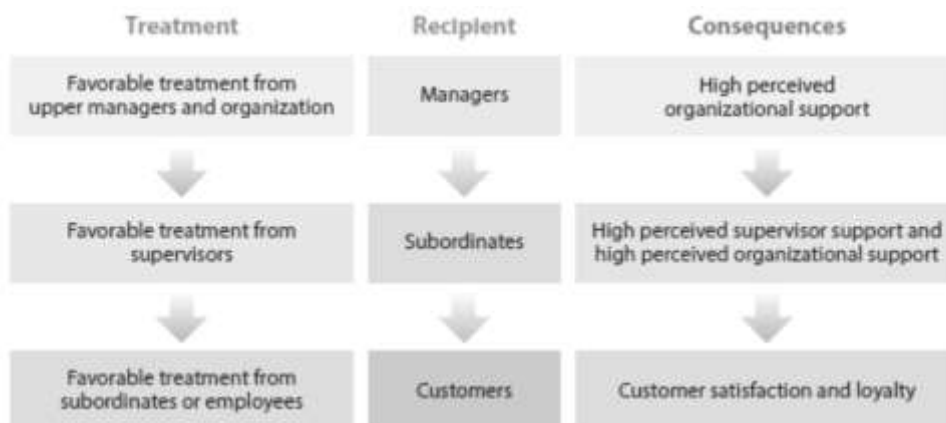 Treatment
Recipient
Consequences
Favorable treatment from
upper managers and organization
Managers
High perceived
organizational support
Favorable treatment from
supervisors
Subordinates
High perceived supervisor support and
high perceived organizational support
Favorable treatment from
subordinates or employees
Customers
Customer satisfaction and loyalty